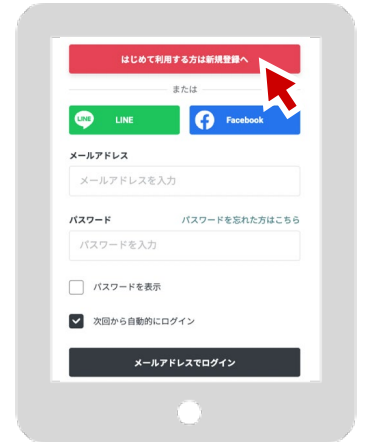 はじめて利用する方は新規登録へ
または
LINE LINE
Facebook
メールアドレス
メールアドレスを入力
パスワード パスワードを忘れた方はこちら
パスワードを入力
パスワードを表示
次回から自動的にログイン
メールアドレスでログイン